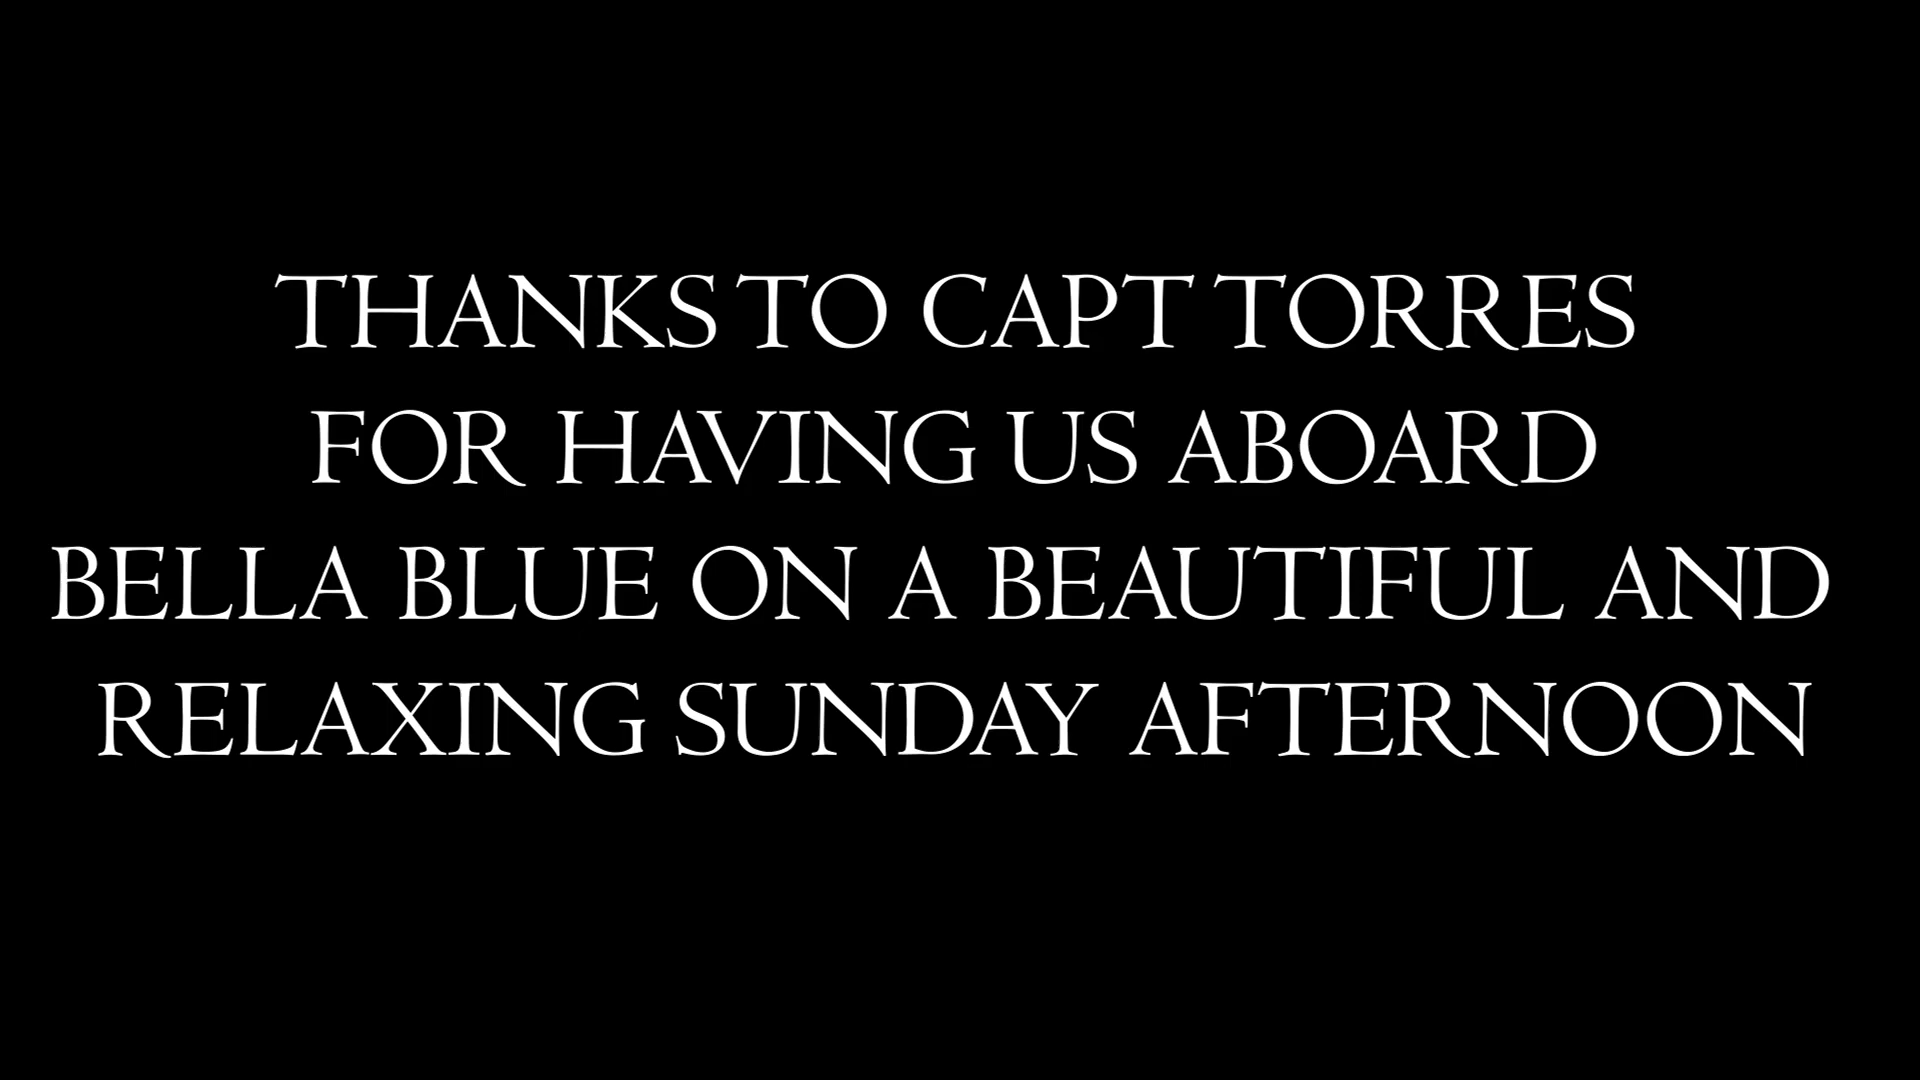 THANKS TO CAPT TORRES
FOR HAVING US ABOARD
BELLA BLUE ON A BEAUTIFUL AND
RELAXING SUNDAY AFTERNOON